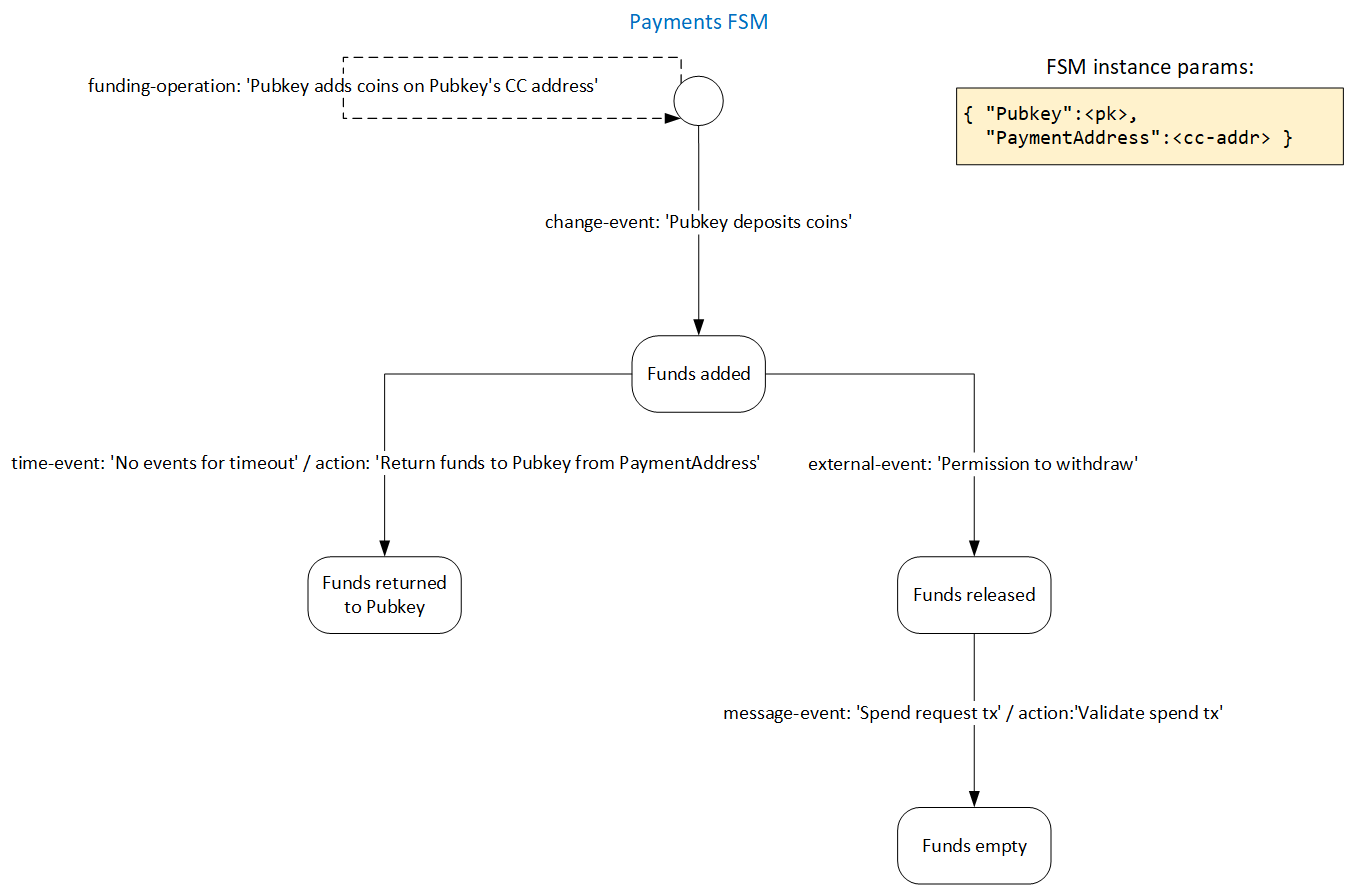 Payments FSM
funding-operation: 'Pubkey adds coins on Pubkey's CC address'
FSM instance params:
{ "Pubkey":<pk>,
"PaymentAddress":<cc-addr> }
change-event: 'Pubkey deposits coins'
Funds added
time-event: 'No events for timeout' / action: 'Return funds to Pubkey from PaymentAddress'
external-event: 'Permission to withdraw'
Funds returned
to Pubkey
Funds released
message-event: 'Spend request tx' / action:'Validate spend tx'
Funds empty